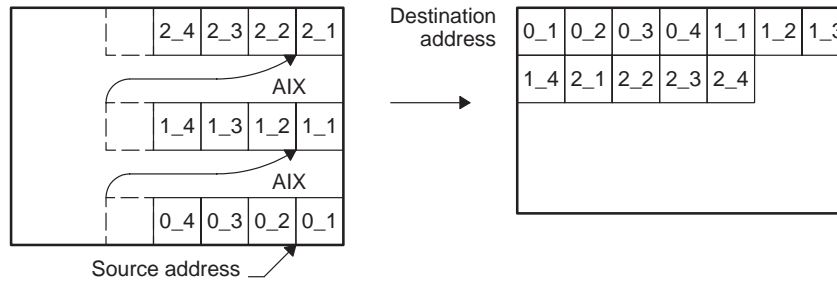 2_4 2_3 2_2 2_1
AIX
1_4 1_3 1_2 1_1
AIX
0_4 0_3 0_2 0_1
Source address
Destination
address
0_1 0_2 0_3 0_4 1_1 1_2 1_3
1_4 2_1 2_2 2_3 2_4